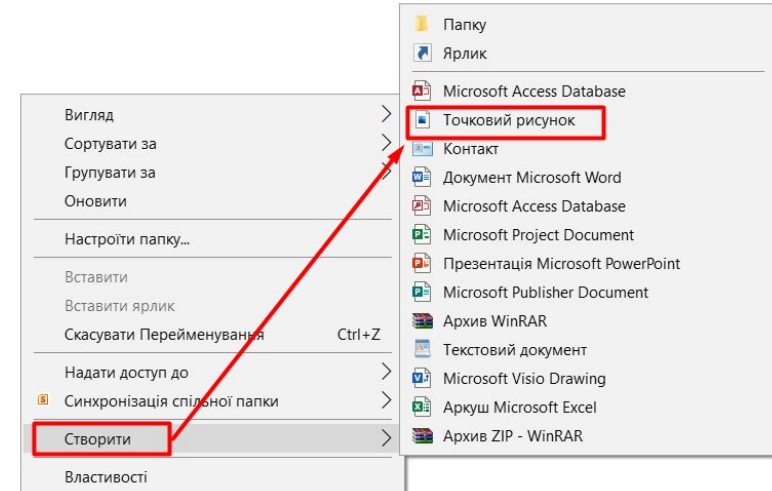 Вигляд
Сортувати за
Групувати за
Оновити
Настроїти папку...
Вставити
Вставити ярлик
Скасувати Перейменування Ctrl+Z
Надати доступ до
Синхронізація спільної папки
Створити
Властивості
Папку
Ярлик
Microsoft Access Database
Точковий рисунок
Контакт
Документ Microsoft Word
Microsoft Access Database
Microsoft Project Document
Презентація Microsoft PowerPoint
Microsoft Publisher Document
Архив WinRAR
Текстовий документ
Microsoft Visio Drawing
Аркуш Microsoft Excel
Архив ZIP - WinRAR